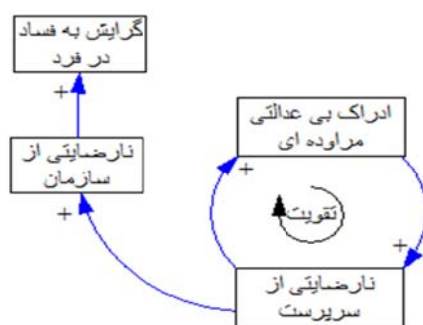 گرایش به فساد
در فرد
+
ادراک بی عدالتی
مراوده ای
+
نارضایتی از
سازمان
+
تقویت
+
نارضایتی از
سرپرست